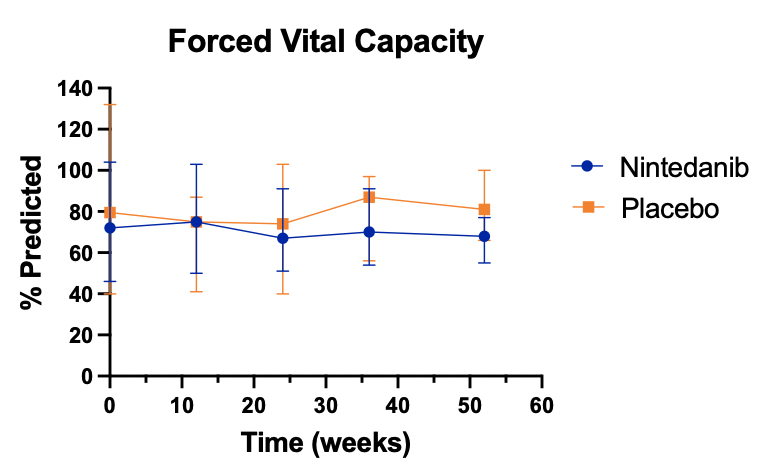 Forced Vital Capacity
140
120
100
80
60
40
20
0
% Predicted
0 10 20 30 40 50 60
Time (weeks)
Nintedanib
Placebo